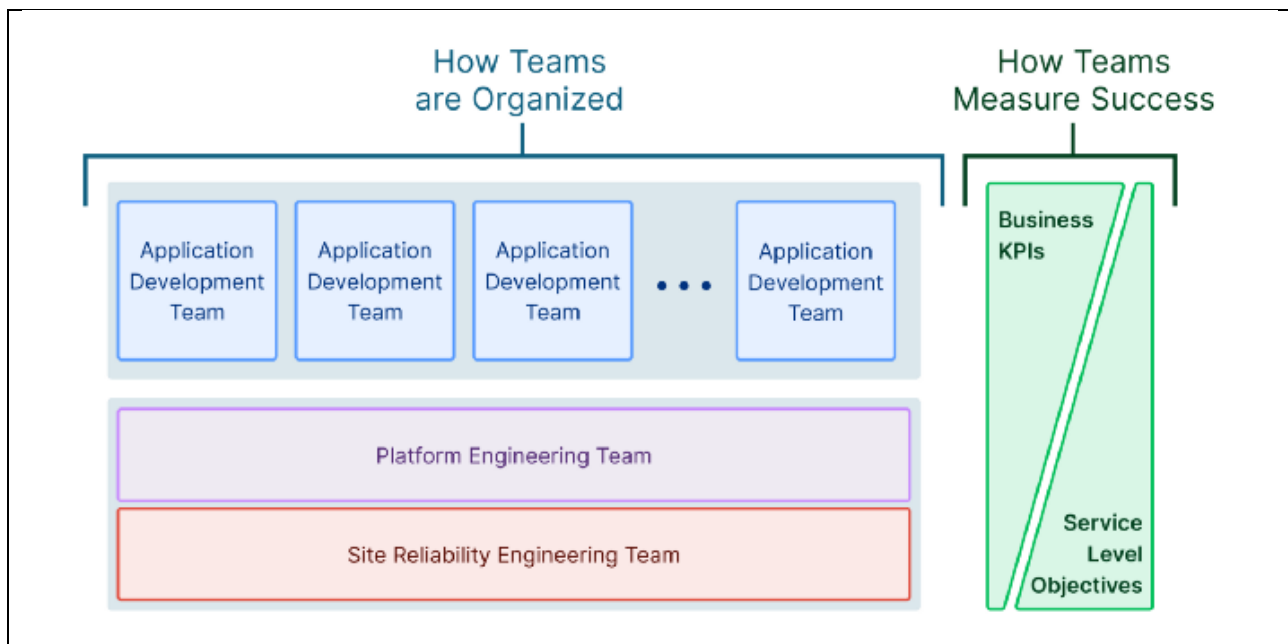 How Teams
are Organized
How Teams
Measure Success
Application
Development
Team
Application
Development
Team
Application
Development
Team
Application
Development
Team
Business
KPIs
Platform Engineering Team
Site Reliability Engineering Team
Service
Level
Objectives